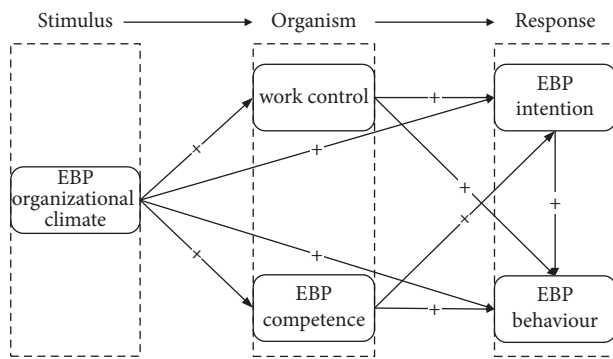 Stimulus
Organism
Response
EBP
organizational
climate
work control
EBP
competence
EBP
intention
EBP
behaviour
×
×
+
+
+
+
×
+
+